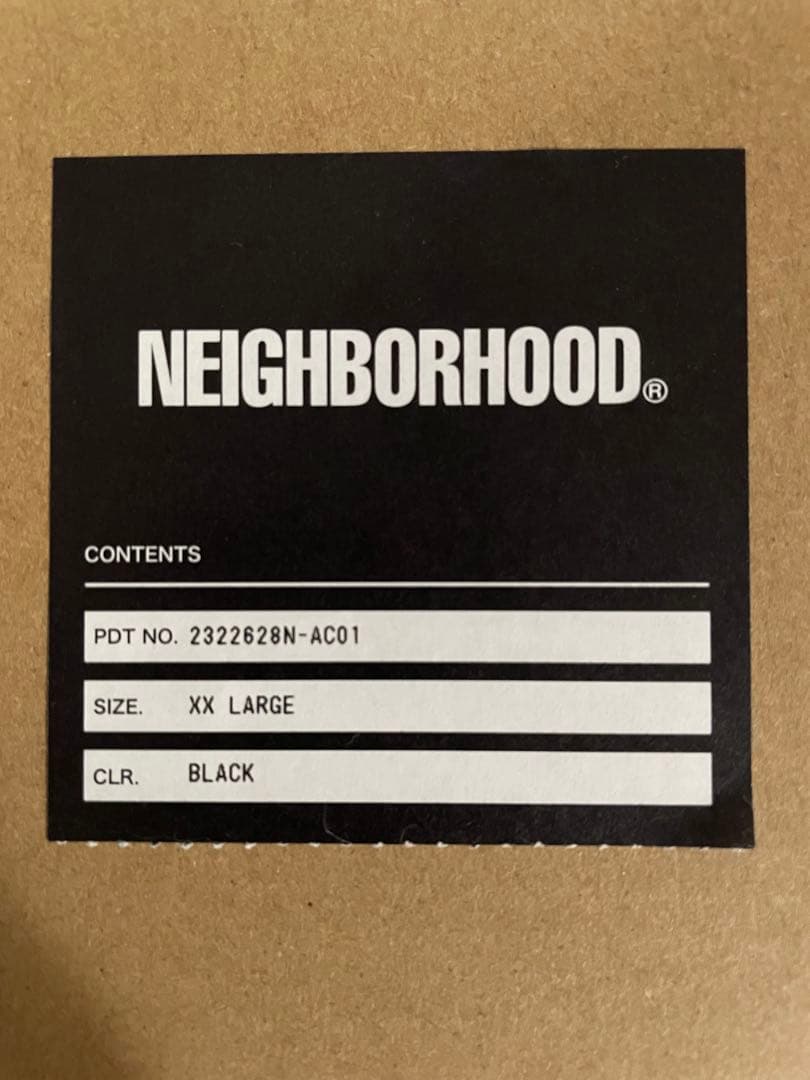 NEIGHBORHOOD®
CONTENTS
PDT NO. 2322628N-AC01
SIZE. XX LARGE
CLR. BLACK